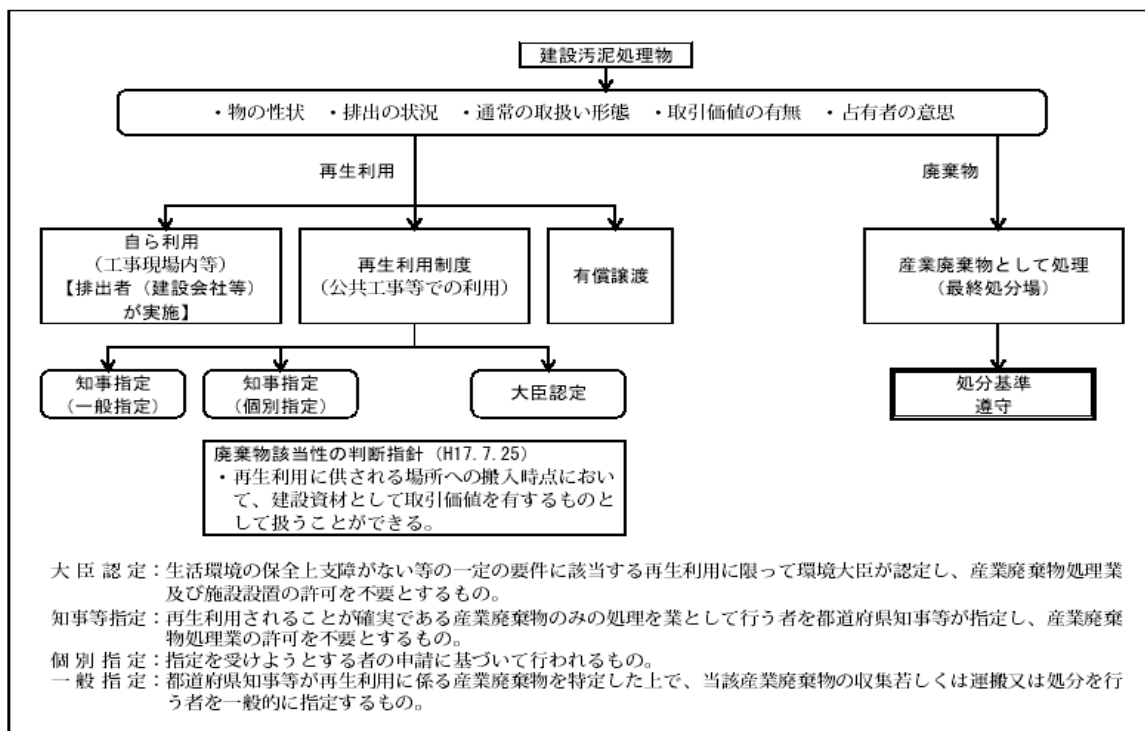 建設汚泥処理物
・物の性状　・排出の状況　・通常の取扱い形態　・取引価値の有無　・占有者の意思
再生利用
廃棄物
自ら利用
（工事現場内等）
【排出者（建設会社等）
が実施】
再生利用制度
（公共工事等での利用）
有償譲渡
産業廃棄物として処理
（最終処分場）
知事指定
（一般指定）
知事指定
（個別指定）
大臣認定
処分基準
遵守
廃棄物該当性の判断指針（H17.7.25）
・再生利用に供される場所への搬入時点におい
て、建設資材として取引価値を有するものと
して扱うことができる。
大 臣 認 定：生活環境の保全上支障がない等の一定の要件に該当する再生利用に限って環境大臣が認定し、産業廃棄物処理業
及び施設設置の許可を不要とするもの。
知事等指定：再生利用されることが確実である産業廃棄物のみの処理を業として行う者を都道府県知事等が指定し、産業廃棄
物処理業の許可を不要とするもの。
個 別 指 定：指定を受けようとする者の申請に基づいて行われるもの。
一 般 指 定：都道府県知事等が再生利用に係る産業廃棄物を特定した上で、当該産業廃棄物の収集若しくは運搬又は処分を行
う者を一般的に指定するもの。